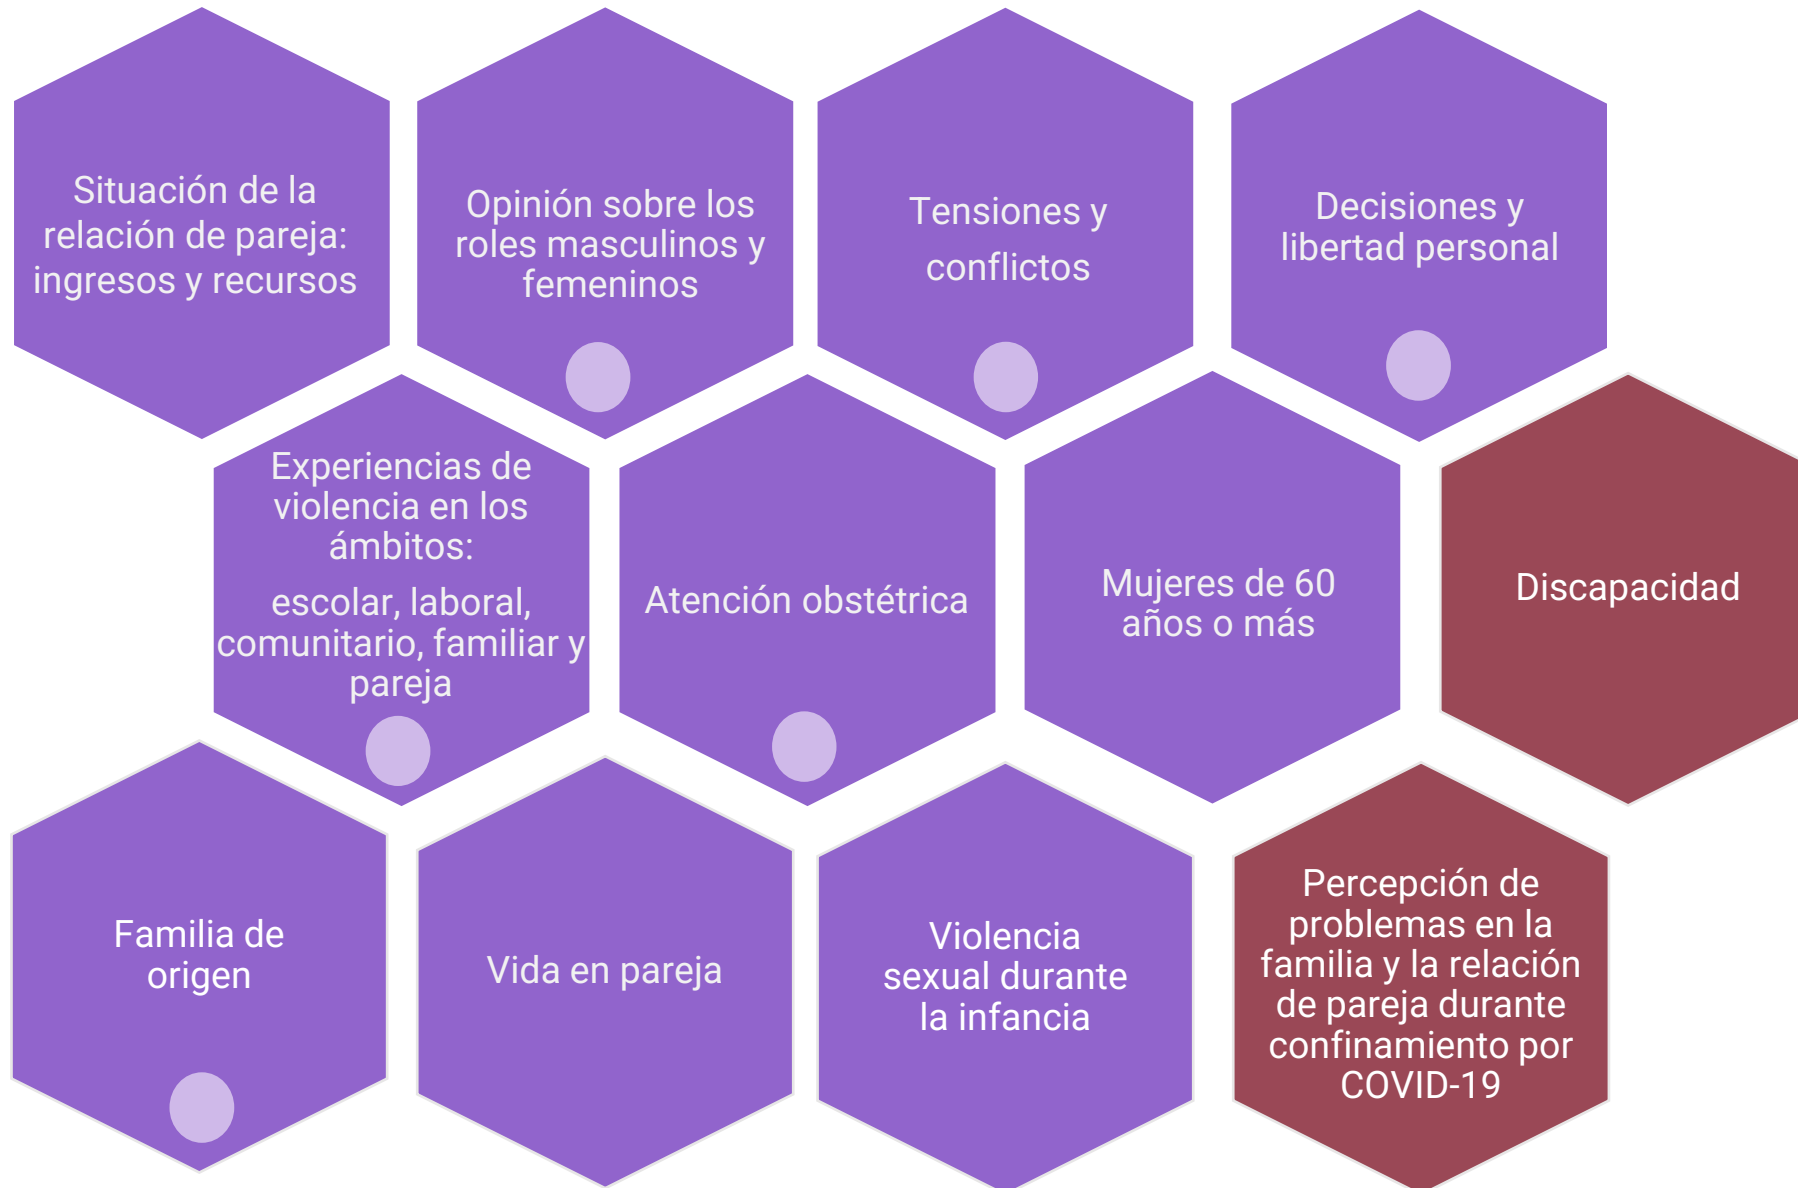 Situación de la
relación de pareja:
ingresos y recursos
Opinión sobre los
roles masculinos y
femeninos
Tensiones y
conflictos
Decisiones y
libertad personal
Experiencias de
violencia en los
ámbitos:
escolar, laboral,
comunitario, familiar y
pareja
Atención obstétrica
Mujeres de 60
años o más
Discapacidad
Familia de
origen
Vida en pareja
Violencia
sexual durante
la infancia
Percepción de
problemas en la
familia y la relación
de pareja durante
confinamiento por
COVID-19